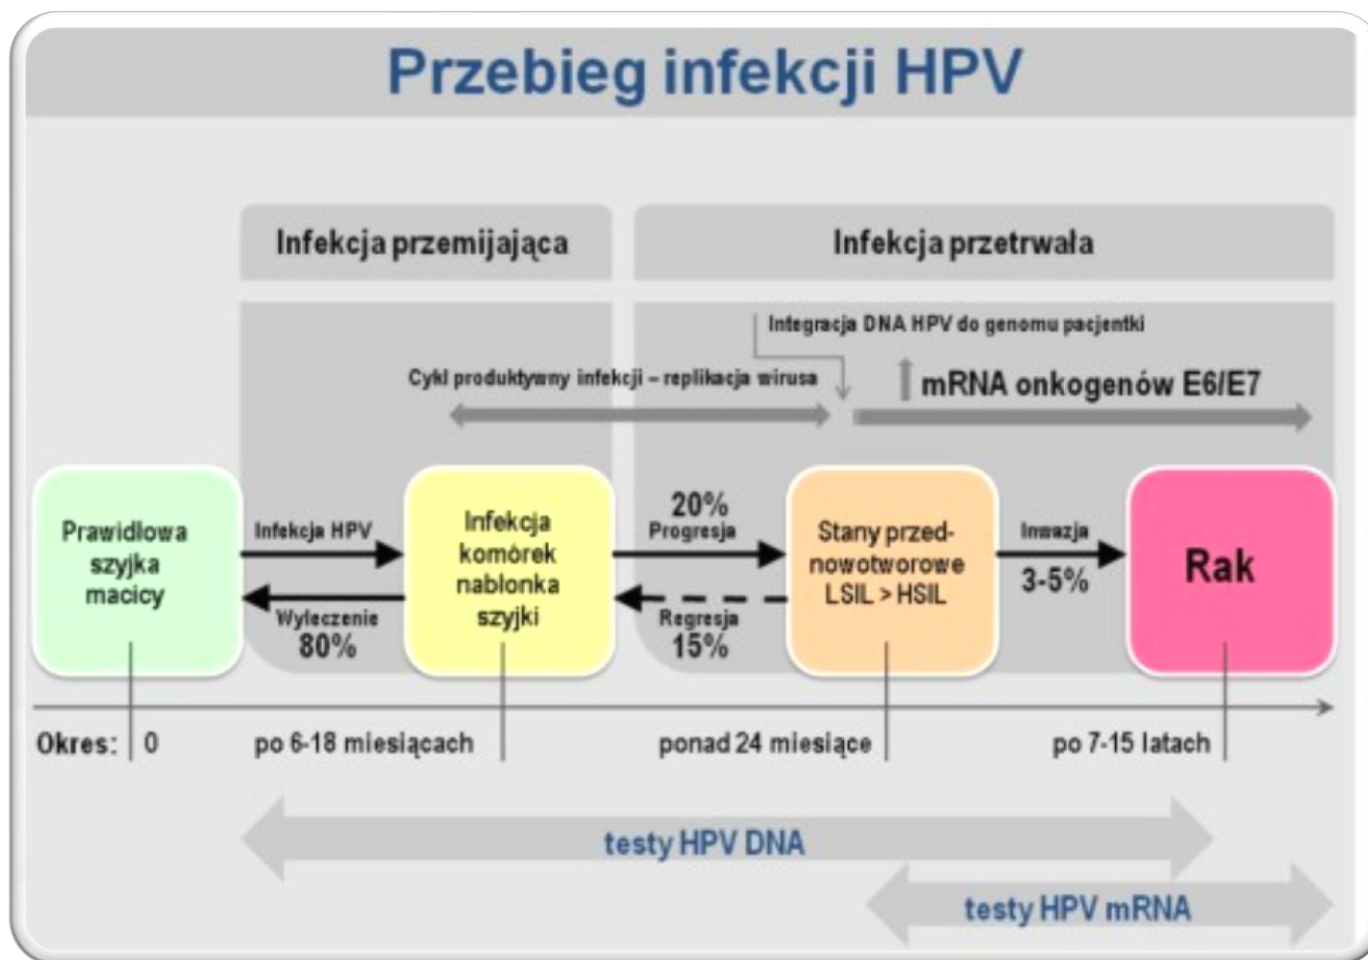 Przebieg infekcji HPV
Infekcja przemijająca
Infekcja przetrwała
Integracja DNA HPV do genomu pacjentki
Cykl produktywny infekcji – replikacja wirusa
mRNA onkogenów E6/E7
Prawidłowa
szyjka
macicy
Infekcja HPV
Wyleczenie
80%
Infekcja
komórek
nabłonka
szyjki
20%
Progresja
Regresja
15%
Stany przed-
nowotworowe
LSIL > HSIL
Inwazja
3-5%
Rak
Okres: 0
po 6-18 miesiącach
ponad 24 miesiące
po 7-15 latach
testy HPV DNA
testy HPV mRNA